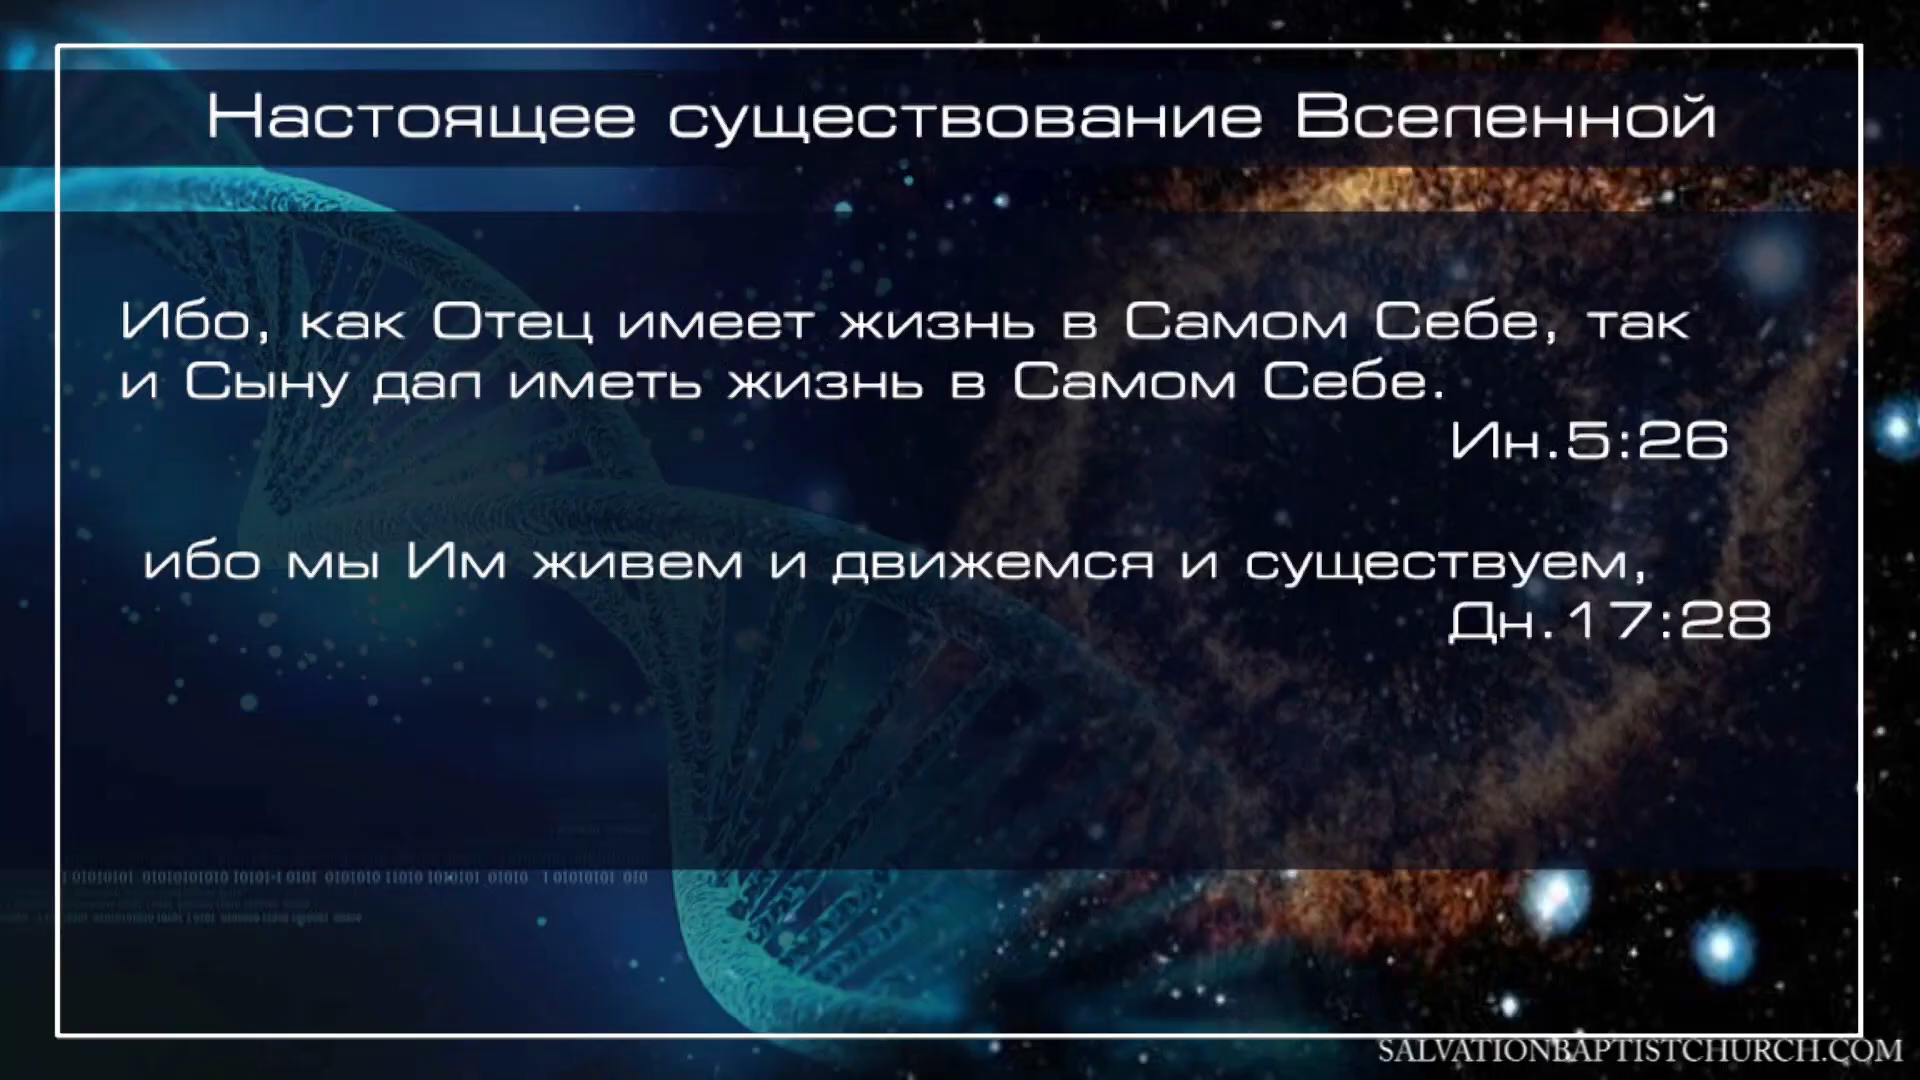 Настоящее существование Вселенной
Ибо, как Отец имеет жизнь в Самом Себе, так
и Сыну дал иметь жизнь в Самом Себе.
Ин.5:26
ибо мы Им живем и движемся и существуем,
Дн.17:28
SALVATIONBAPTISTCHURCH.COM